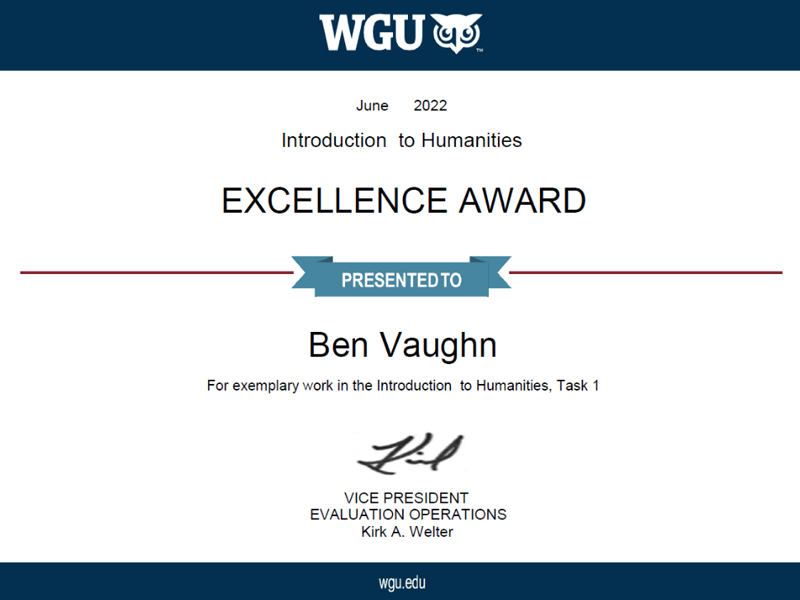 WGU
TM
June 2022
Introduction to Humanities
EXCELLENCE AWARD
PRESENTED TO
Ben Vaughn
For exemplary work in the Introduction to Humanities, Task 1
VICE PRESIDENT
EVALUATION OPERATIONS
Kirk A. Welter
wgu.edu